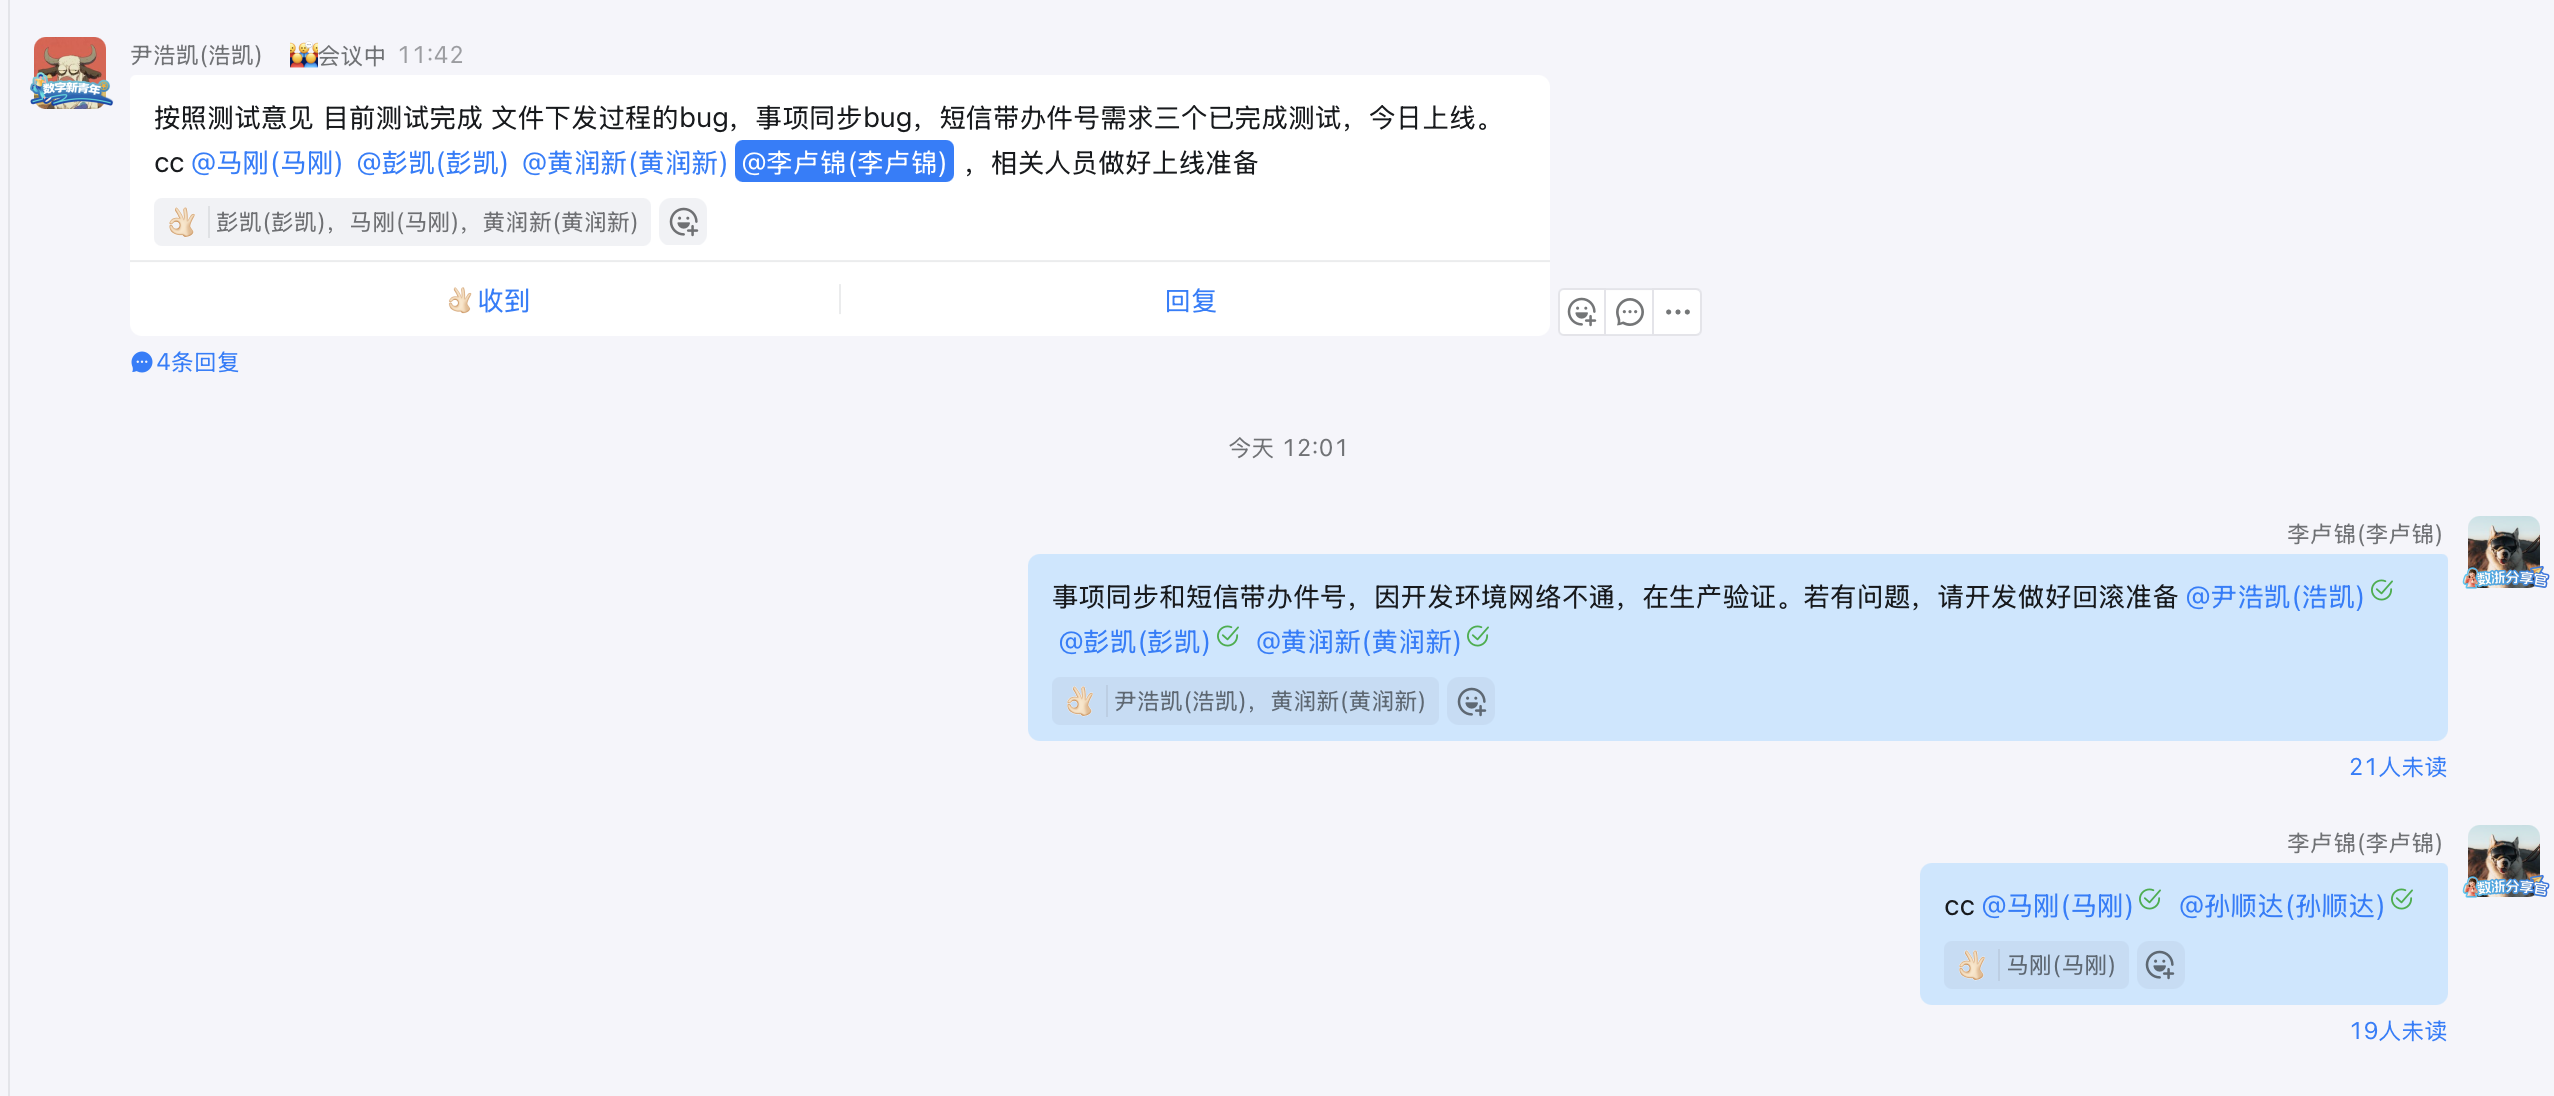 尹浩凯(浩凯) 会议中 11:42
数字新青年
按照测试意见 目前测试完成 文件下发过程的bug，事项同步bug，短信带办件号需求三个已完成测试，今日上线。
cc @马刚(马刚) @彭凯(彭凯) @黄润新(黄润新) @李卢锦(李卢锦) ，相关人员做好上线准备
彭凯(彭凯)，马刚(马刚)，黄润新(黄润新)
收到 回复
4条回复
今天 12:01
李卢锦(李卢锦)
数浙分享官
事项同步和短信带办件号，因开发环境网络不通，在生产验证。若有问题，请开发做好回滚准备 @尹浩凯(浩凯)
@彭凯(彭凯) @黄润新(黄润新)
尹浩凯(浩凯)，黄润新(黄润新)
21人未读
李卢锦(李卢锦)
数浙分享官
cc @马刚(马刚) @孙顺达(孙顺达)
马刚(马刚)
19人未读